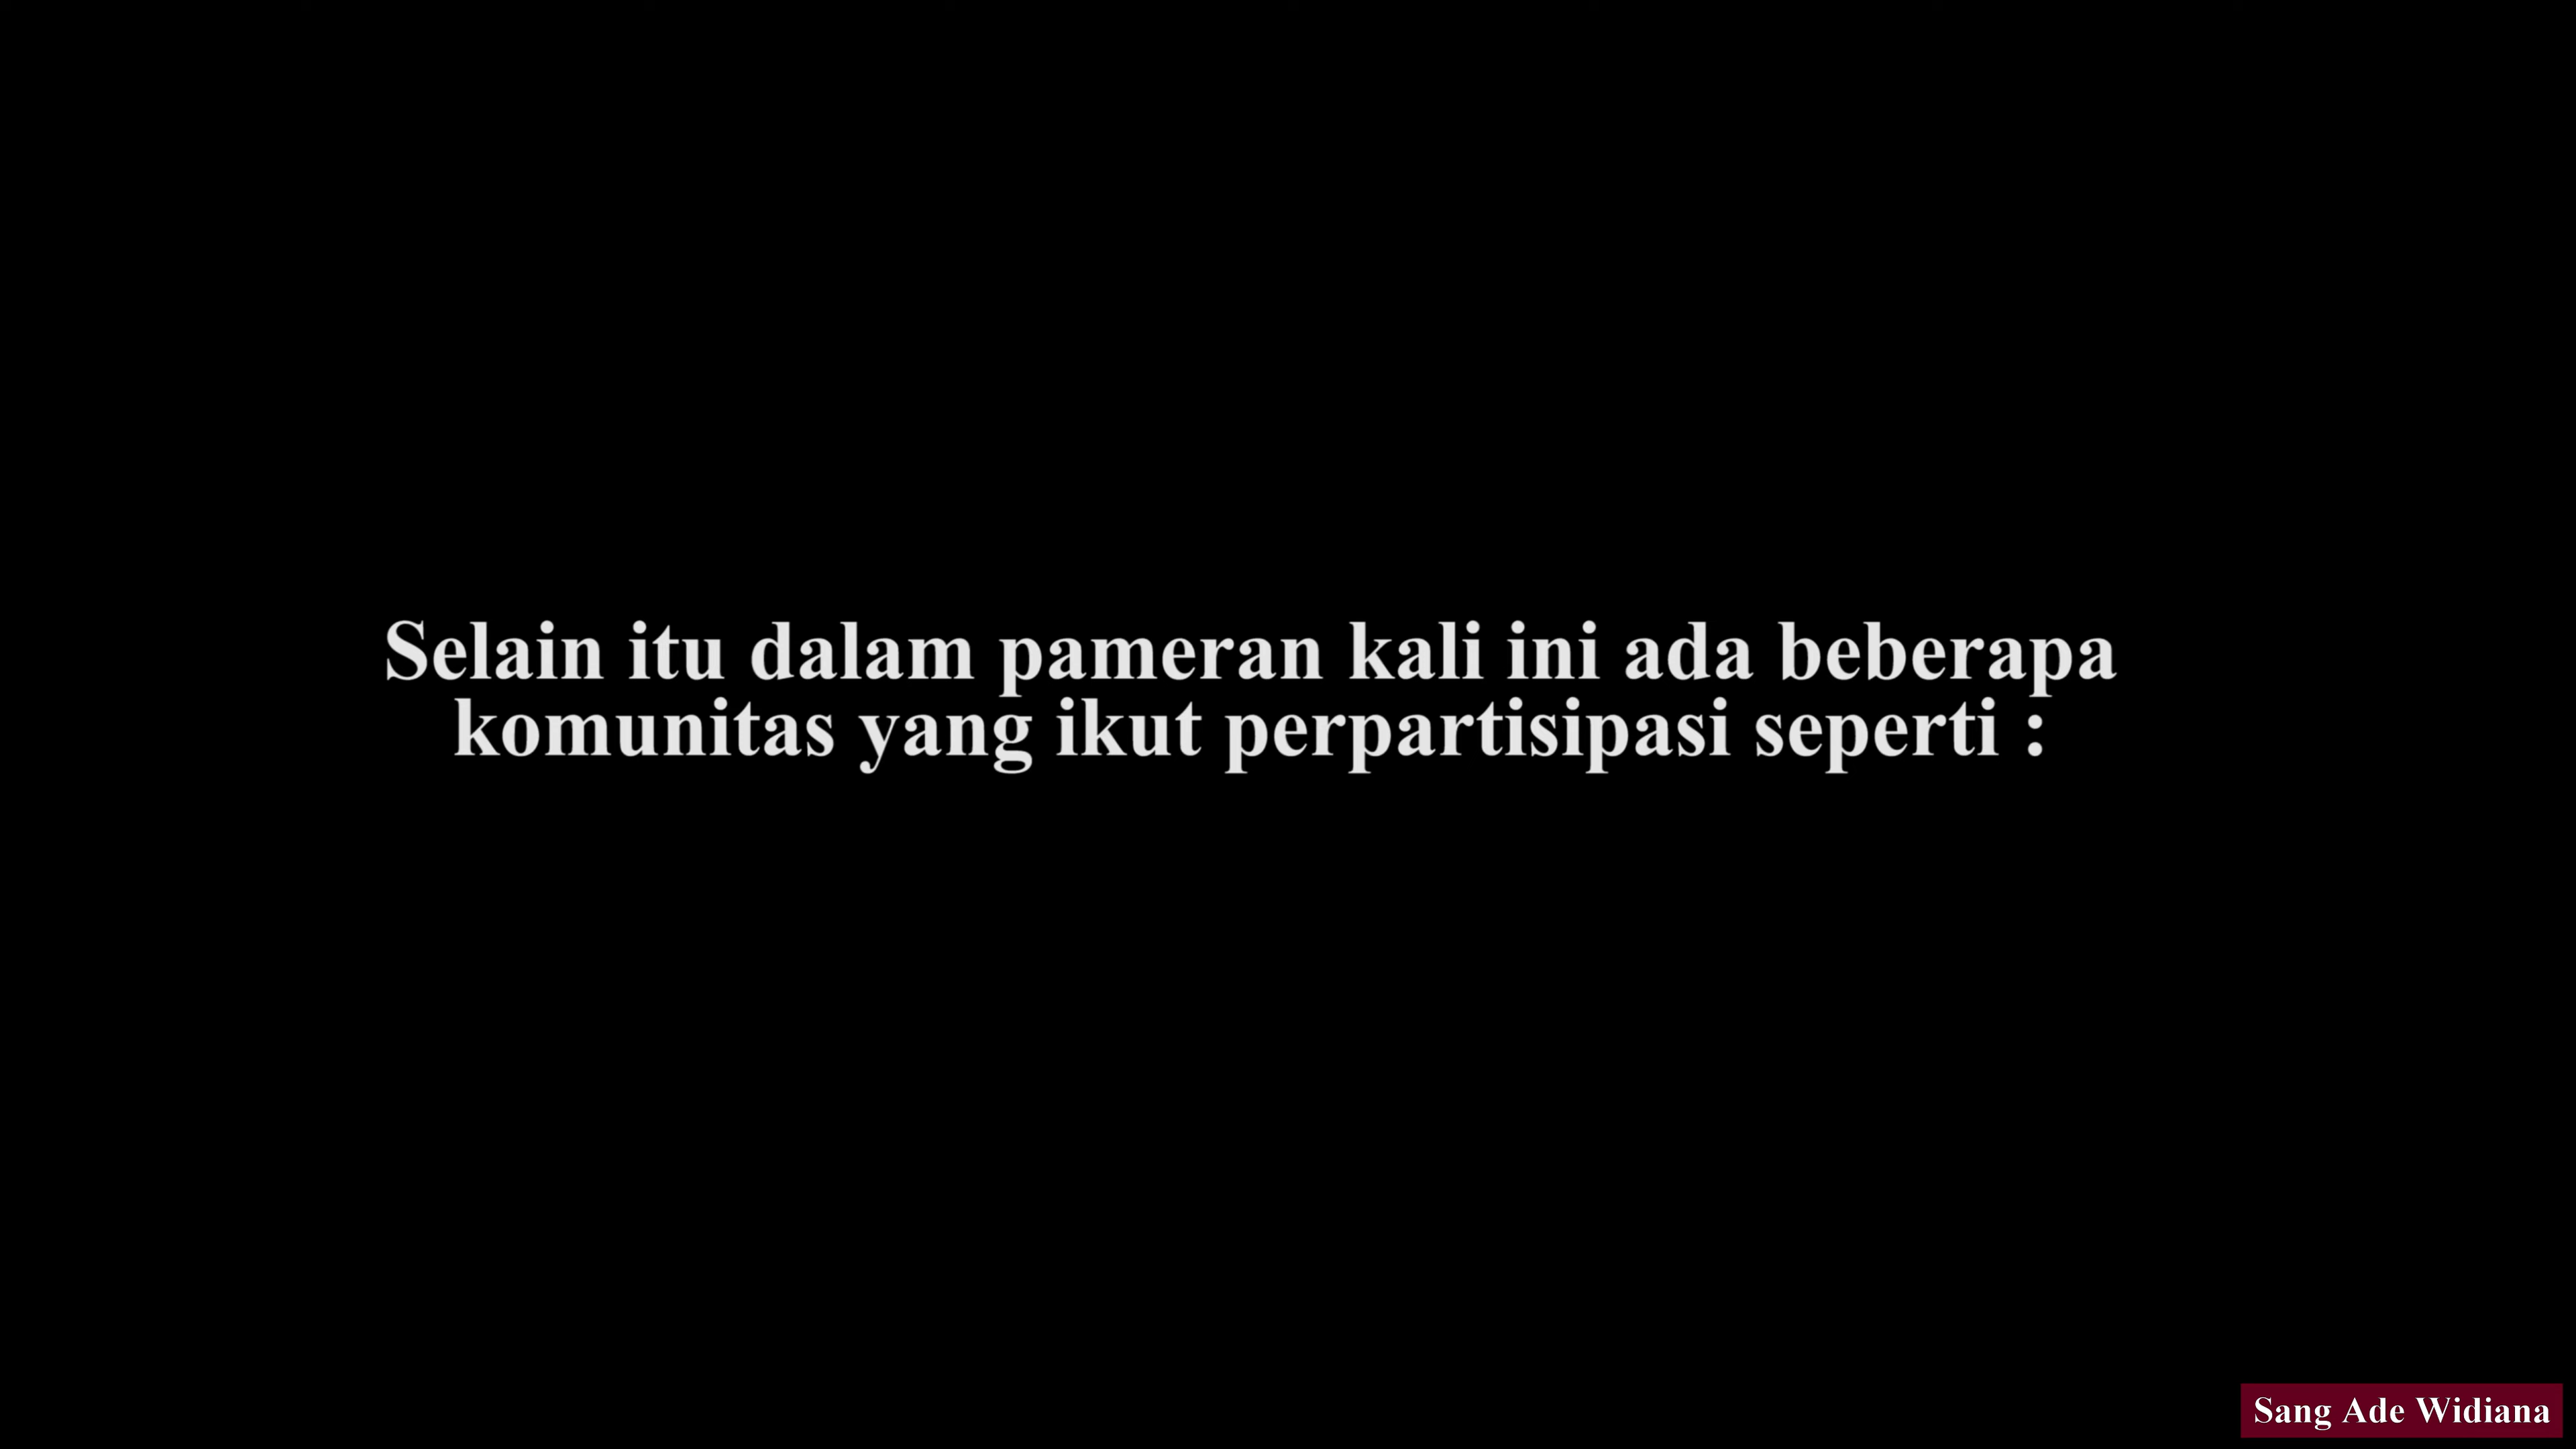 Selain itu dalam pameran kali ini ada beberapa
komunitas yang ikut perpartisipasi seperti :
Sang Ade Widiana